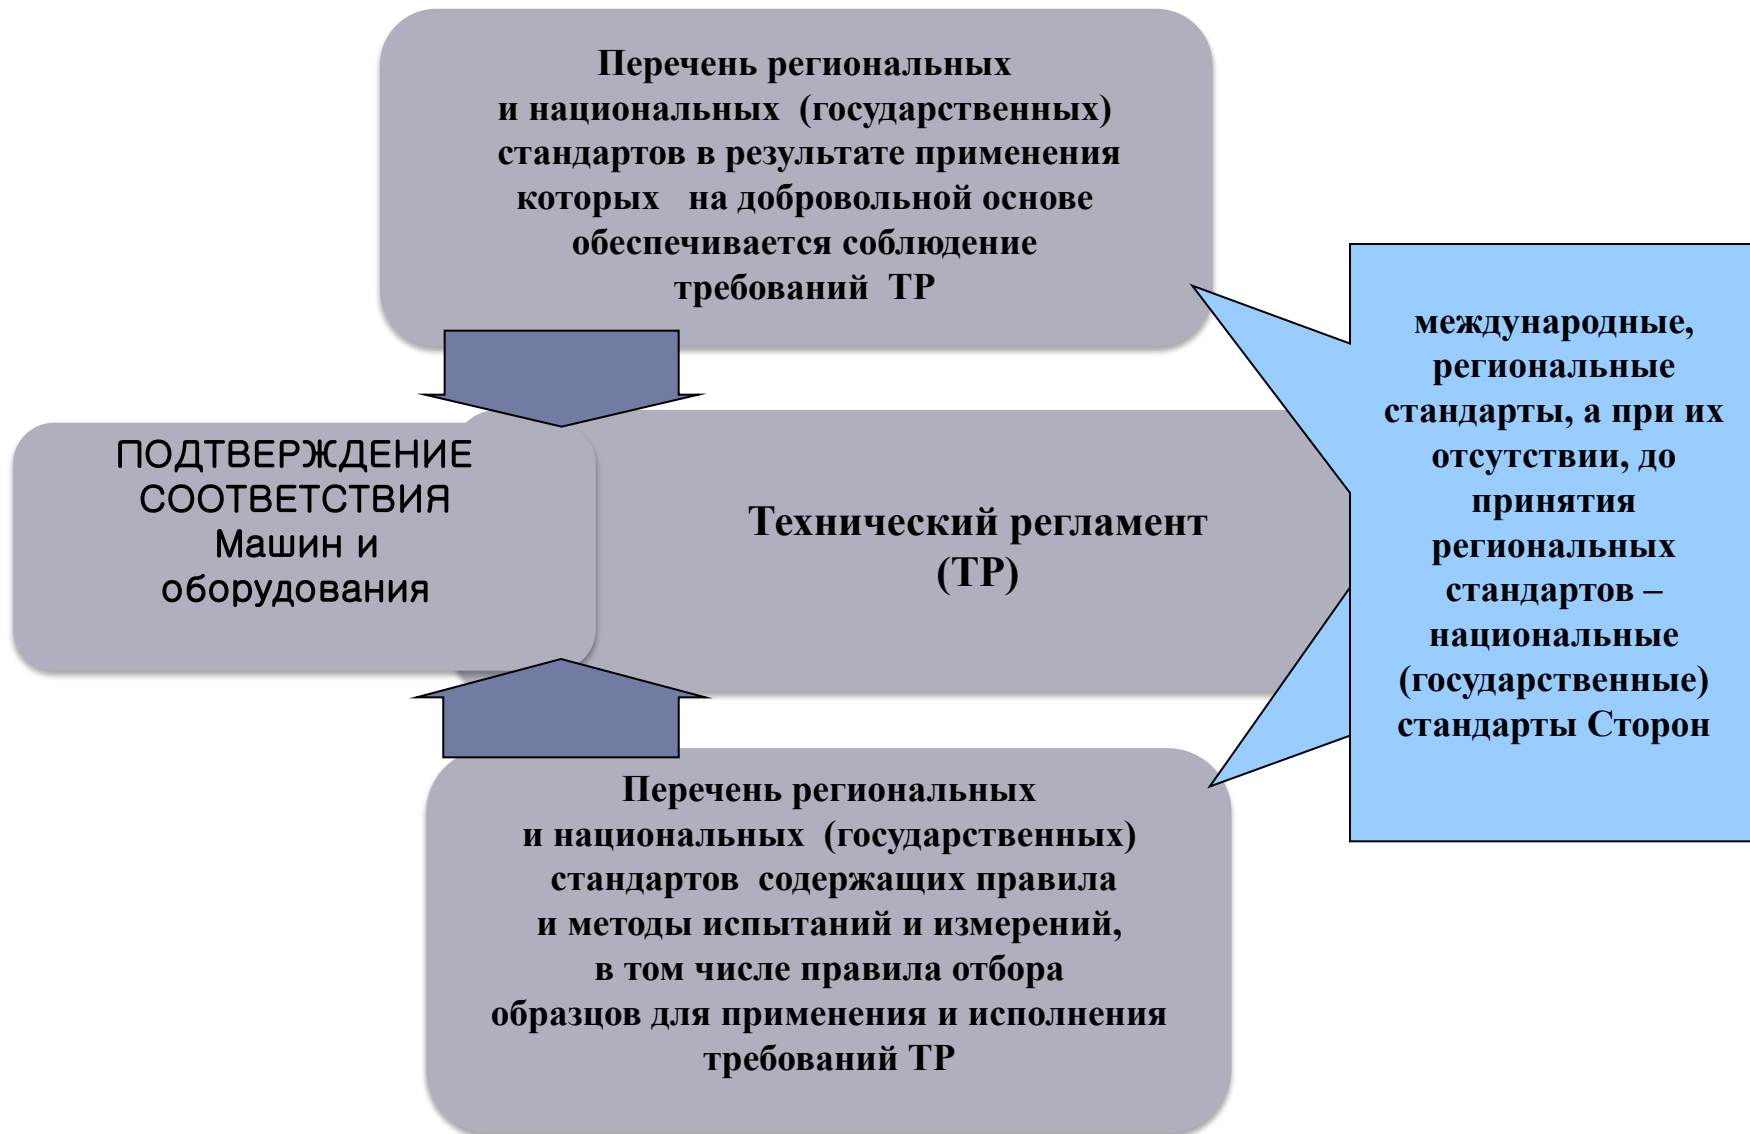 Перечень региональных
и национальных (государственных)
стандартов в результате применения
которых на добровольной основе
обеспечивается соблюдение
требований ТР
ПОДТВЕРЖДЕНИЕ
СООТВЕТСТВИЯ
Машин и
оборудования
Технический регламент
(ТР)
международные,
региональные
стандарты, а при их
отсутствии, до
принятия
региональных
стандартов –
национальные
(государственные)
стандарты Сторон
Перечень региональных
и национальных (государственных)
стандартов содержащих правила
и методы испытаний и измерений,
в том числе правила отбора
образцов для применения и исполнения
требований ТР